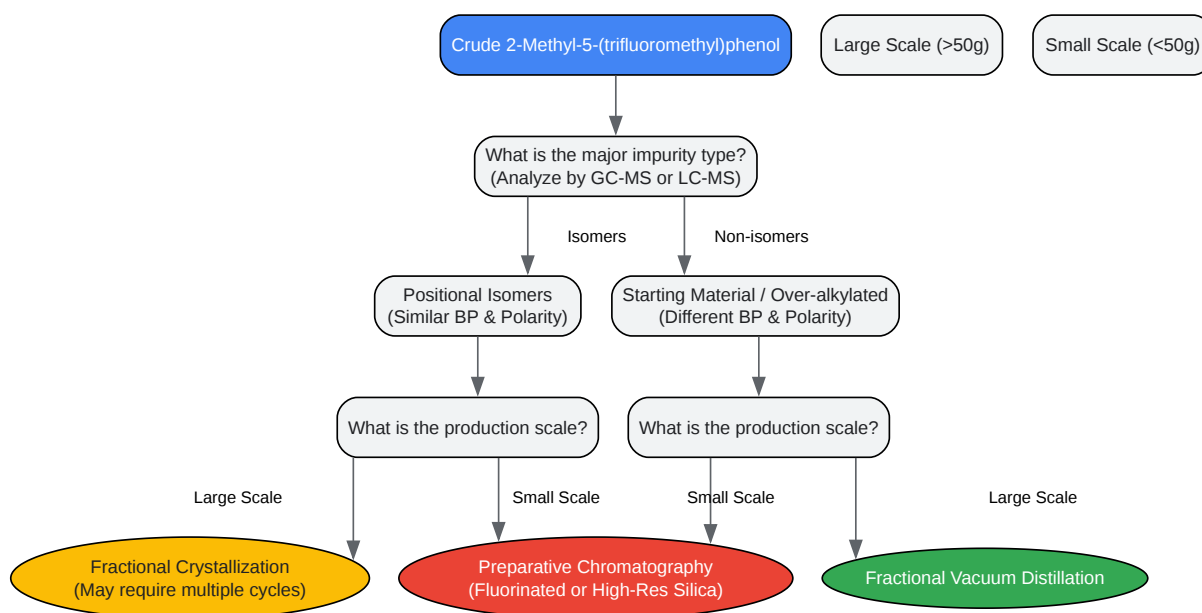 Crude 2-Methyl-5-(trifluoromethyl)phenol
Large Scale (>50g)
Small Scale (<50g)
What is the major impurity type?
(Analyze by GC-MS or LC-MS)
Isomers
Non-isomers
Positional Isomers
(Similar BP & Polarity)
Starting Material / Over-alkylated
(Different BP & Polarity)
What is the production scale?
What is the production scale?
Large Scale
Small Scale
Small Scale
Large Scale
Fractional Crystallization
(May require multiple cycles)
Preparative Chromatography
(Fluorinated or High-Res Silica)
Fractional Vacuum Distillation